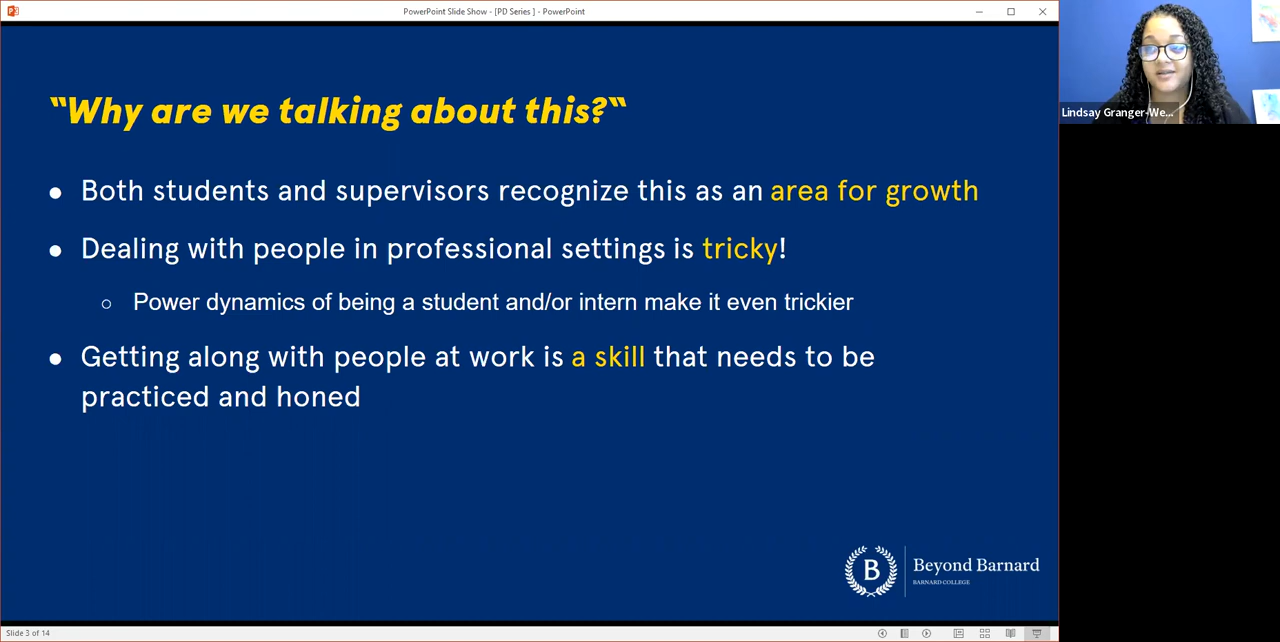 PowerPoint Slide Show - [PD Series ] - PowerPoint
Lindsay Granger-We...
"Why are we talking about this?"
● Both students and supervisors recognize this as an area for growth
● Dealing with people in professional settings is tricky!
○ Power dynamics of being a student and/or intern make it even trickier
● Getting along with people at work is a skill that needs to be
practiced and honed
B
Beyond Barnard
BARNARD COLLEGE
Slide 3 of 14